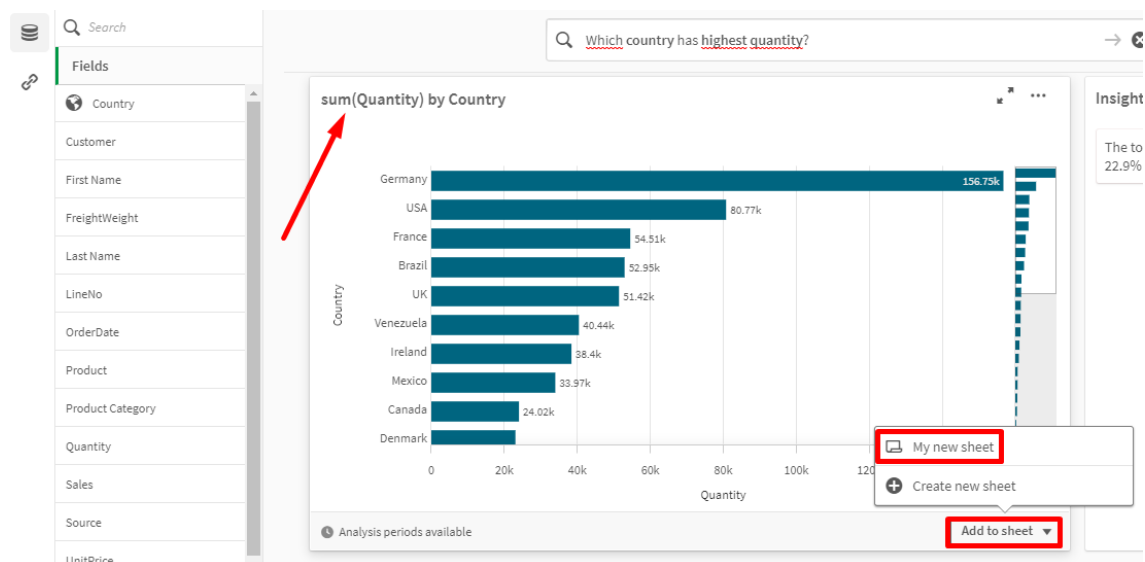 Search
Fields
Country
Customer
First Name
FreightWeight
Last Name
LineNo
OrderDate
Product
Product Category
Quantity
Sales
Source
UnitPrice
Which country has highest quantity?
sum(Quantity) by Country
Country
Germany 156.75k
USA 80.77k
France 54.51k
Brazil 52.95k
UK 51.42k
Venezuela 40.44k
Ireland 38.4k
Mexico 33.97k
Canada 24.02k
Denmark
0 20k 40k 60k 80k 100k 120
Quantity
My new sheet
Create new sheet
Analysis periods available
Add to sheet
Insight
The to
22.9%